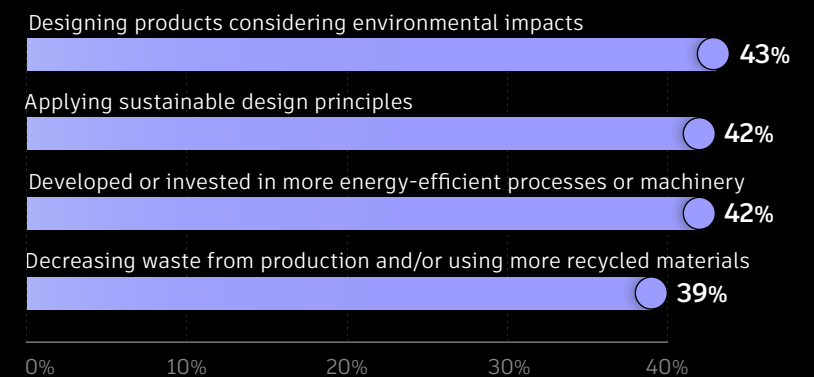 Designing products considering environmental impacts
43%
Applying sustainable design principles
42%
Developed or invested in more energy-efficient processes or machinery
42%
Decreasing waste from production and/or using more recycled materials
39%
0% 10% 20% 30% 40%